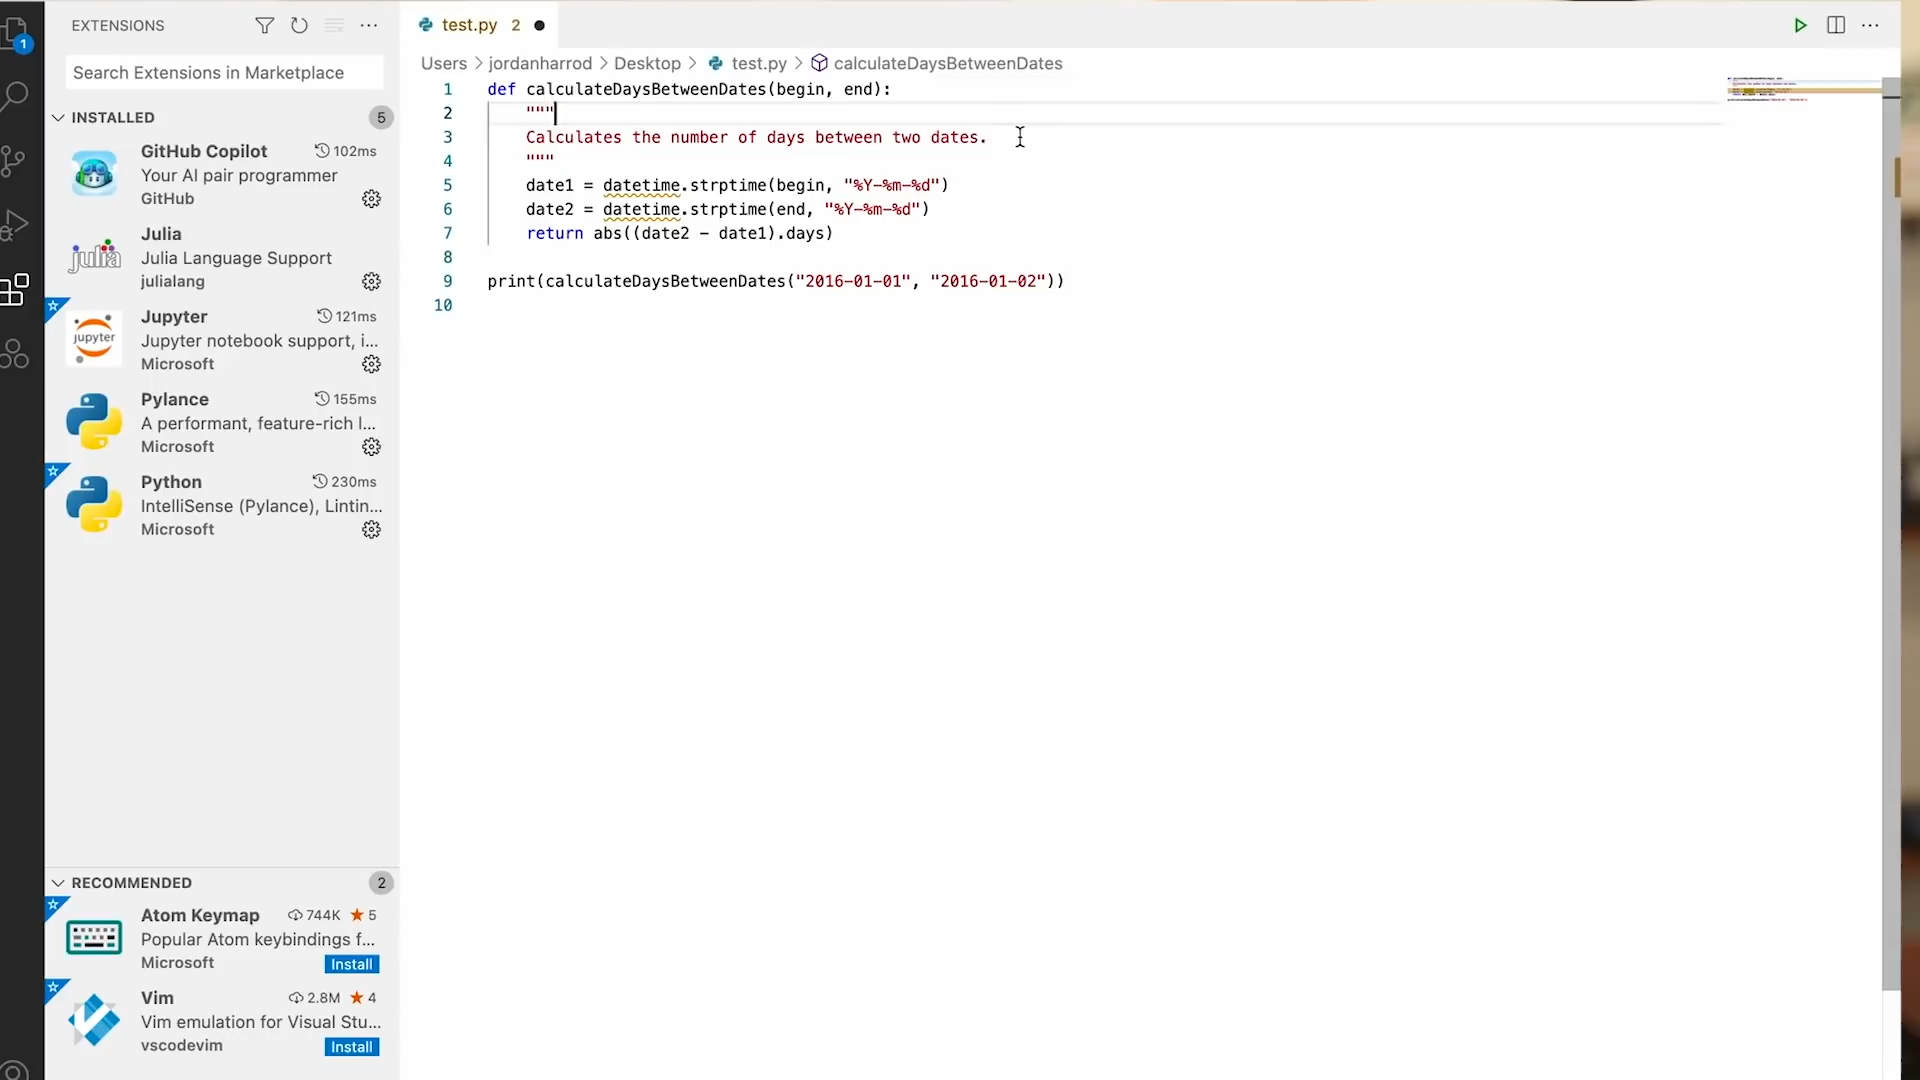 EXTENSIONS
Search Extensions in Marketplace
INSTALLED 5
GitHub Copilot 102ms
Your AI pair programmer
GitHub
Julia
Julia Language Support
julialang
Jupyter 121ms
Jupyter notebook support, i...
Microsoft
Pylance 155ms
A performant, feature-rich l...
Microsoft
Python 230ms
IntelliSense (Pylance), Lintin...
Microsoft
RECOMMENDED 2
Atom Keymap 744K ★ 5
Popular Atom keybindings f...
Microsoft Install
Vim 2.8M ★ 4
Vim emulation for Visual Stu...
vscodevim Install
1
julia
jupyter
test.py 2 ●
Users > jordanharrod > Desktop > test.py > calculateDaysBetweenDates
1 def calculateDaysBetweenDates(begin, end):
2     """
3     Calculates the number of days between two dates.
4     """
5     date1 = datetime.strptime(begin, "%Y-%m-%d")
6     date2 = datetime.strptime(end, "%Y-%m-%d")
7     return abs((date2 - date1).days)
8
9 print(calculateDaysBetweenDates("2016-01-01", "2016-01-02"))
10